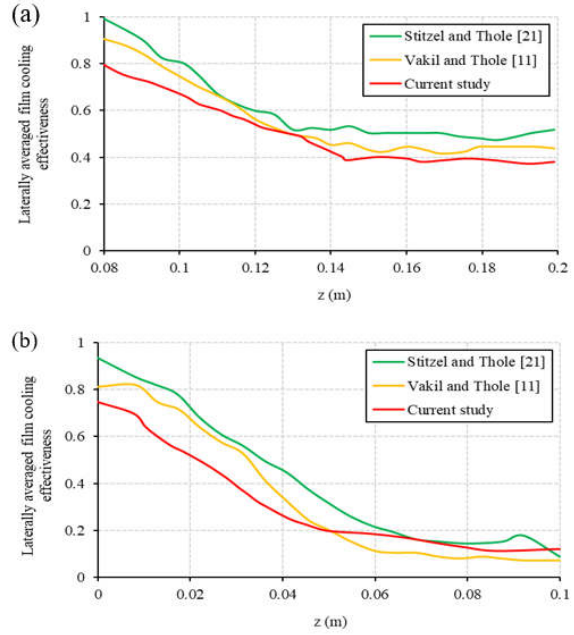 (a)
Laterally averaged film cooling
effectiveness
1
0.8
0.6
0.4
0.2
0
0.08
0.1
0.12
0.14
0.16
0.18
0.2
z (m)
Stitzel and Thole [21]
Vakil and Thole [11]
Current study
(b)
Laterally averaged film cooling
effectiveness
1
0.8
0.6
0.4
0.2
0
0
0.02
0.04
0.06
0.08
0.1
z (m)
Stitzel and Thole [21]
Vakil and Thole [11]
Current study